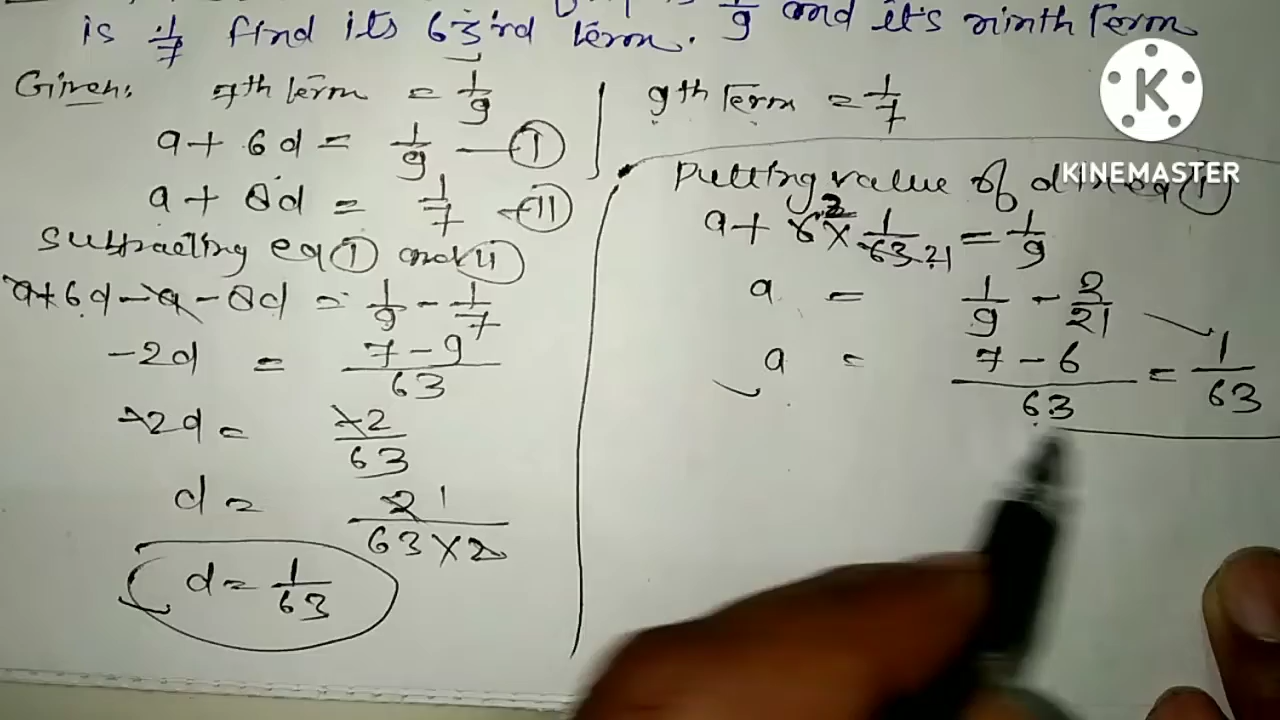 is 1/7 find its 63rd term. 1/9 and it's ninth Term
Given: 7th term = 1/9
a + 6d = 1/9 — I
a + 8d = 1/7 — II
Subtracting eq I and II
a + 6d - a - 8d = 1/9 - 1/7
-2d = 7 - 9 / 63
-2d = -2 / 63
d = 2 1 / 63 × 2
d = 1/63
9th Term = 1/7
K
KINEMASTER
Putting value of d in eq I
a + 6 2 × 1/63 21 = 1/9
a = 1/9 - 2/21
a = 7 - 6 / 63 = 1/63